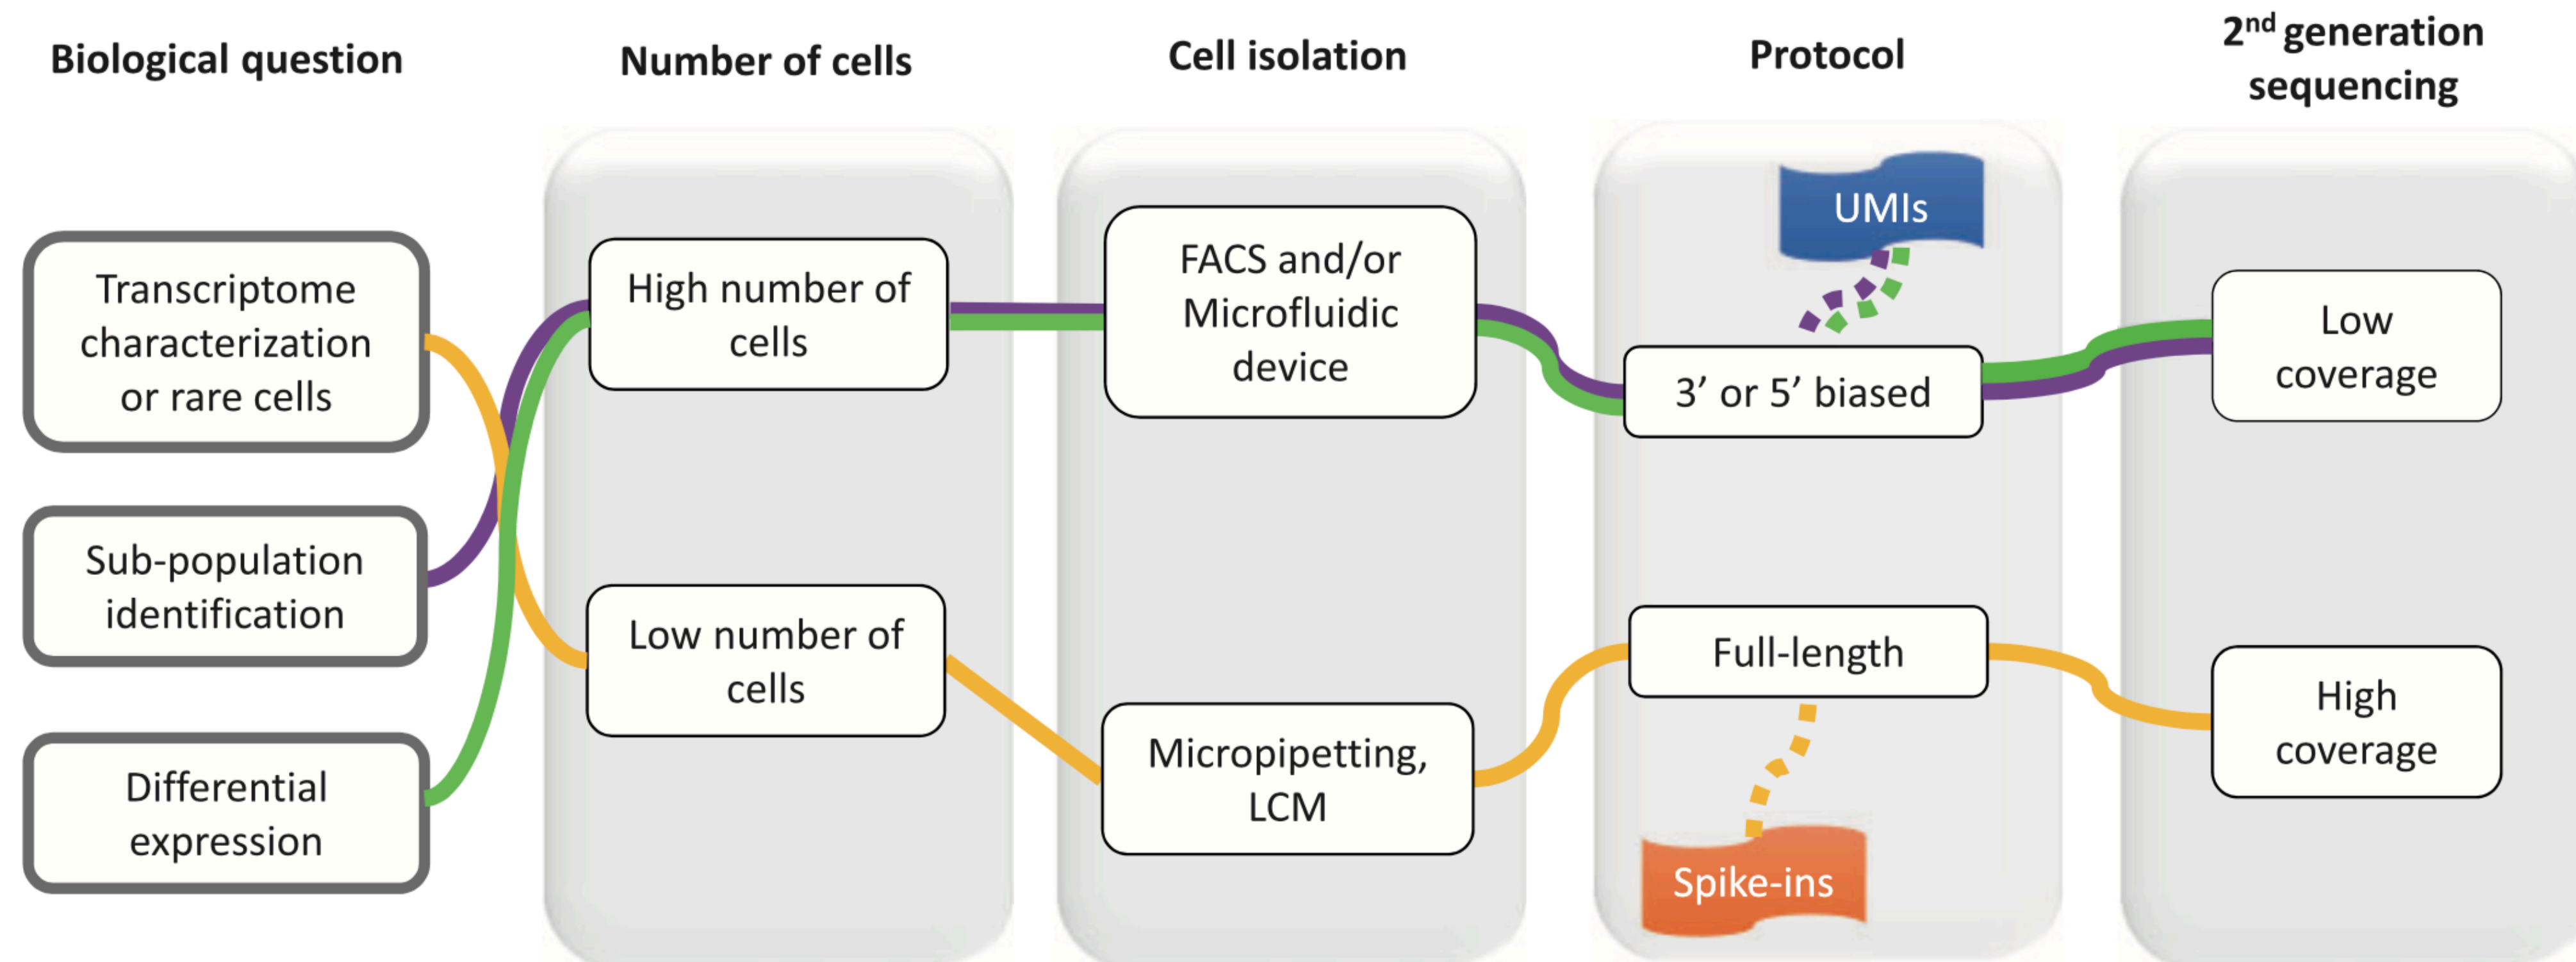 Biological question
Number of cells
Cell isolation
Protocol
2nd generation
sequencing
Transcriptome
characterization
or rare cells
Sub-population
identification
Differential
expression
High number of
cells
Low number of
cells
FACS and/or
Microfluidic
device
Micropipetting,
LCM
UMIs
3’ or 5’ biased
Full-length
Spike-ins
Low
coverage
High
coverage